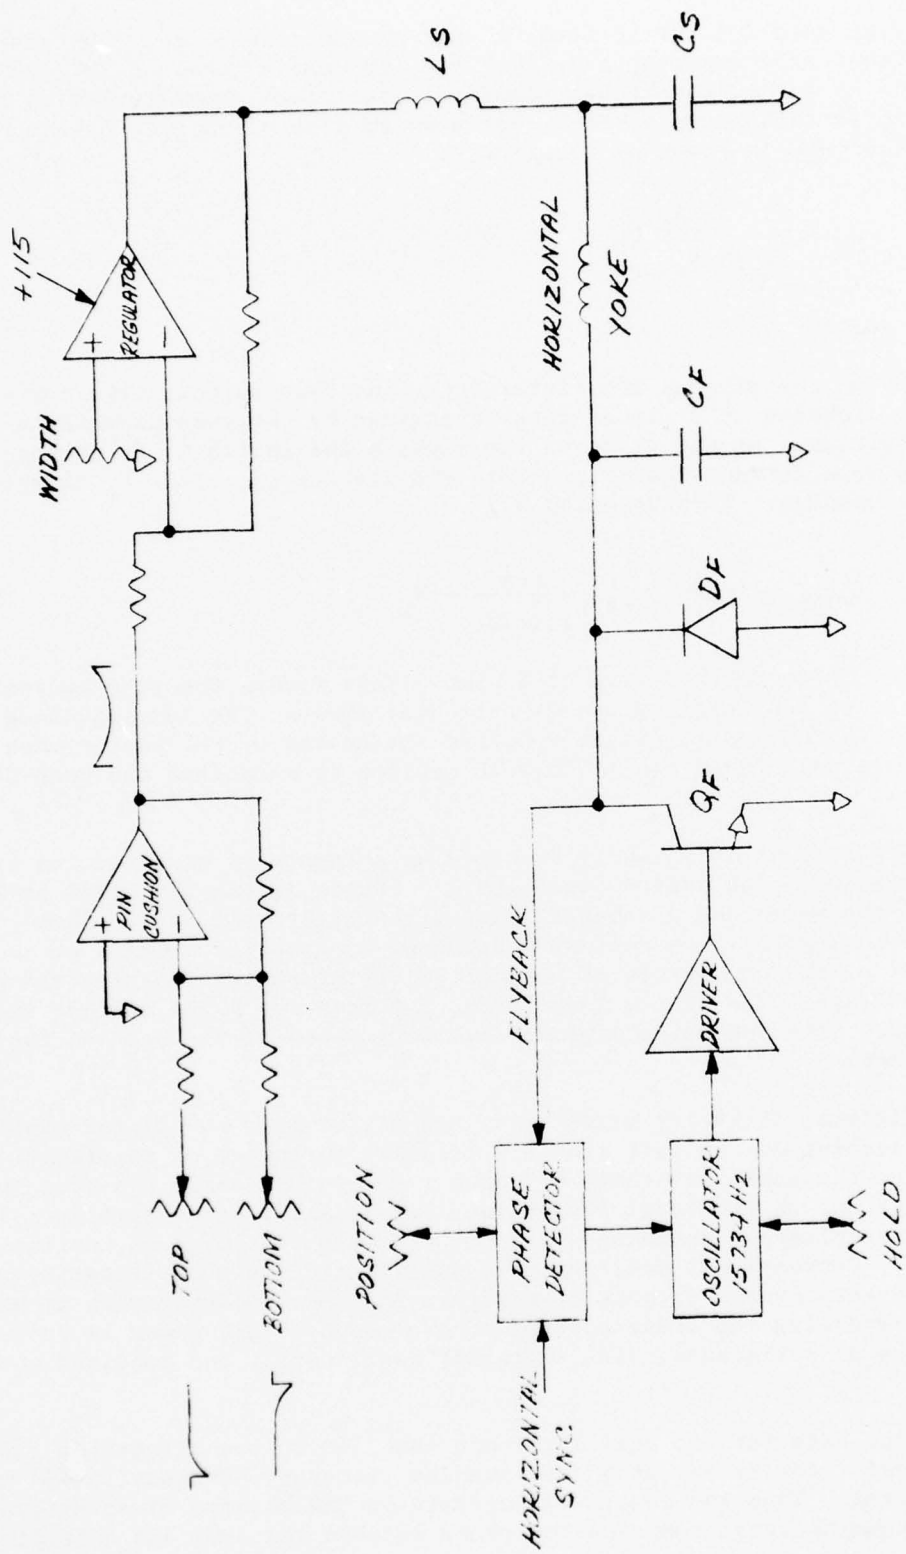 +115
WIDTH
+
REGULATOR
−
LS
+
PIN
CUSHION
−
TOP
BOTTOM
HORIZONTAL
YOKE
CS
CF
DF
QF
FLYBACK
POSITION
PHASE
DETECTOR
HORIZONTAL
SYNC.
DRIVER
OSCILLATOR
15734 Hz
HOLD